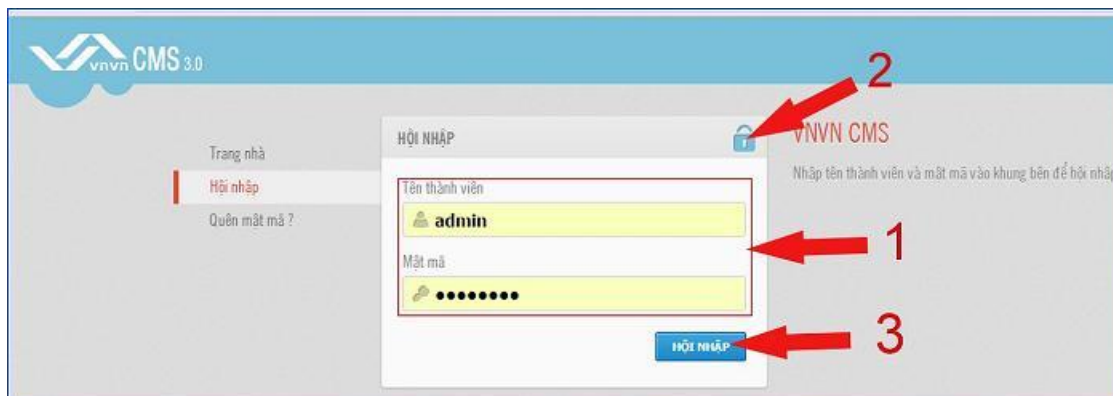 vnvn CMS 3.0
2
Trang nhà
Hội nhập
Quên mật mã ?
HỘI NHẬP
Tên thành viên
admin
Mật mã
••••••••
HỘI NHẬP
1
3
VNVN CMS
Nhập tên thành viên và mật mã vào khung bên để hội nhập